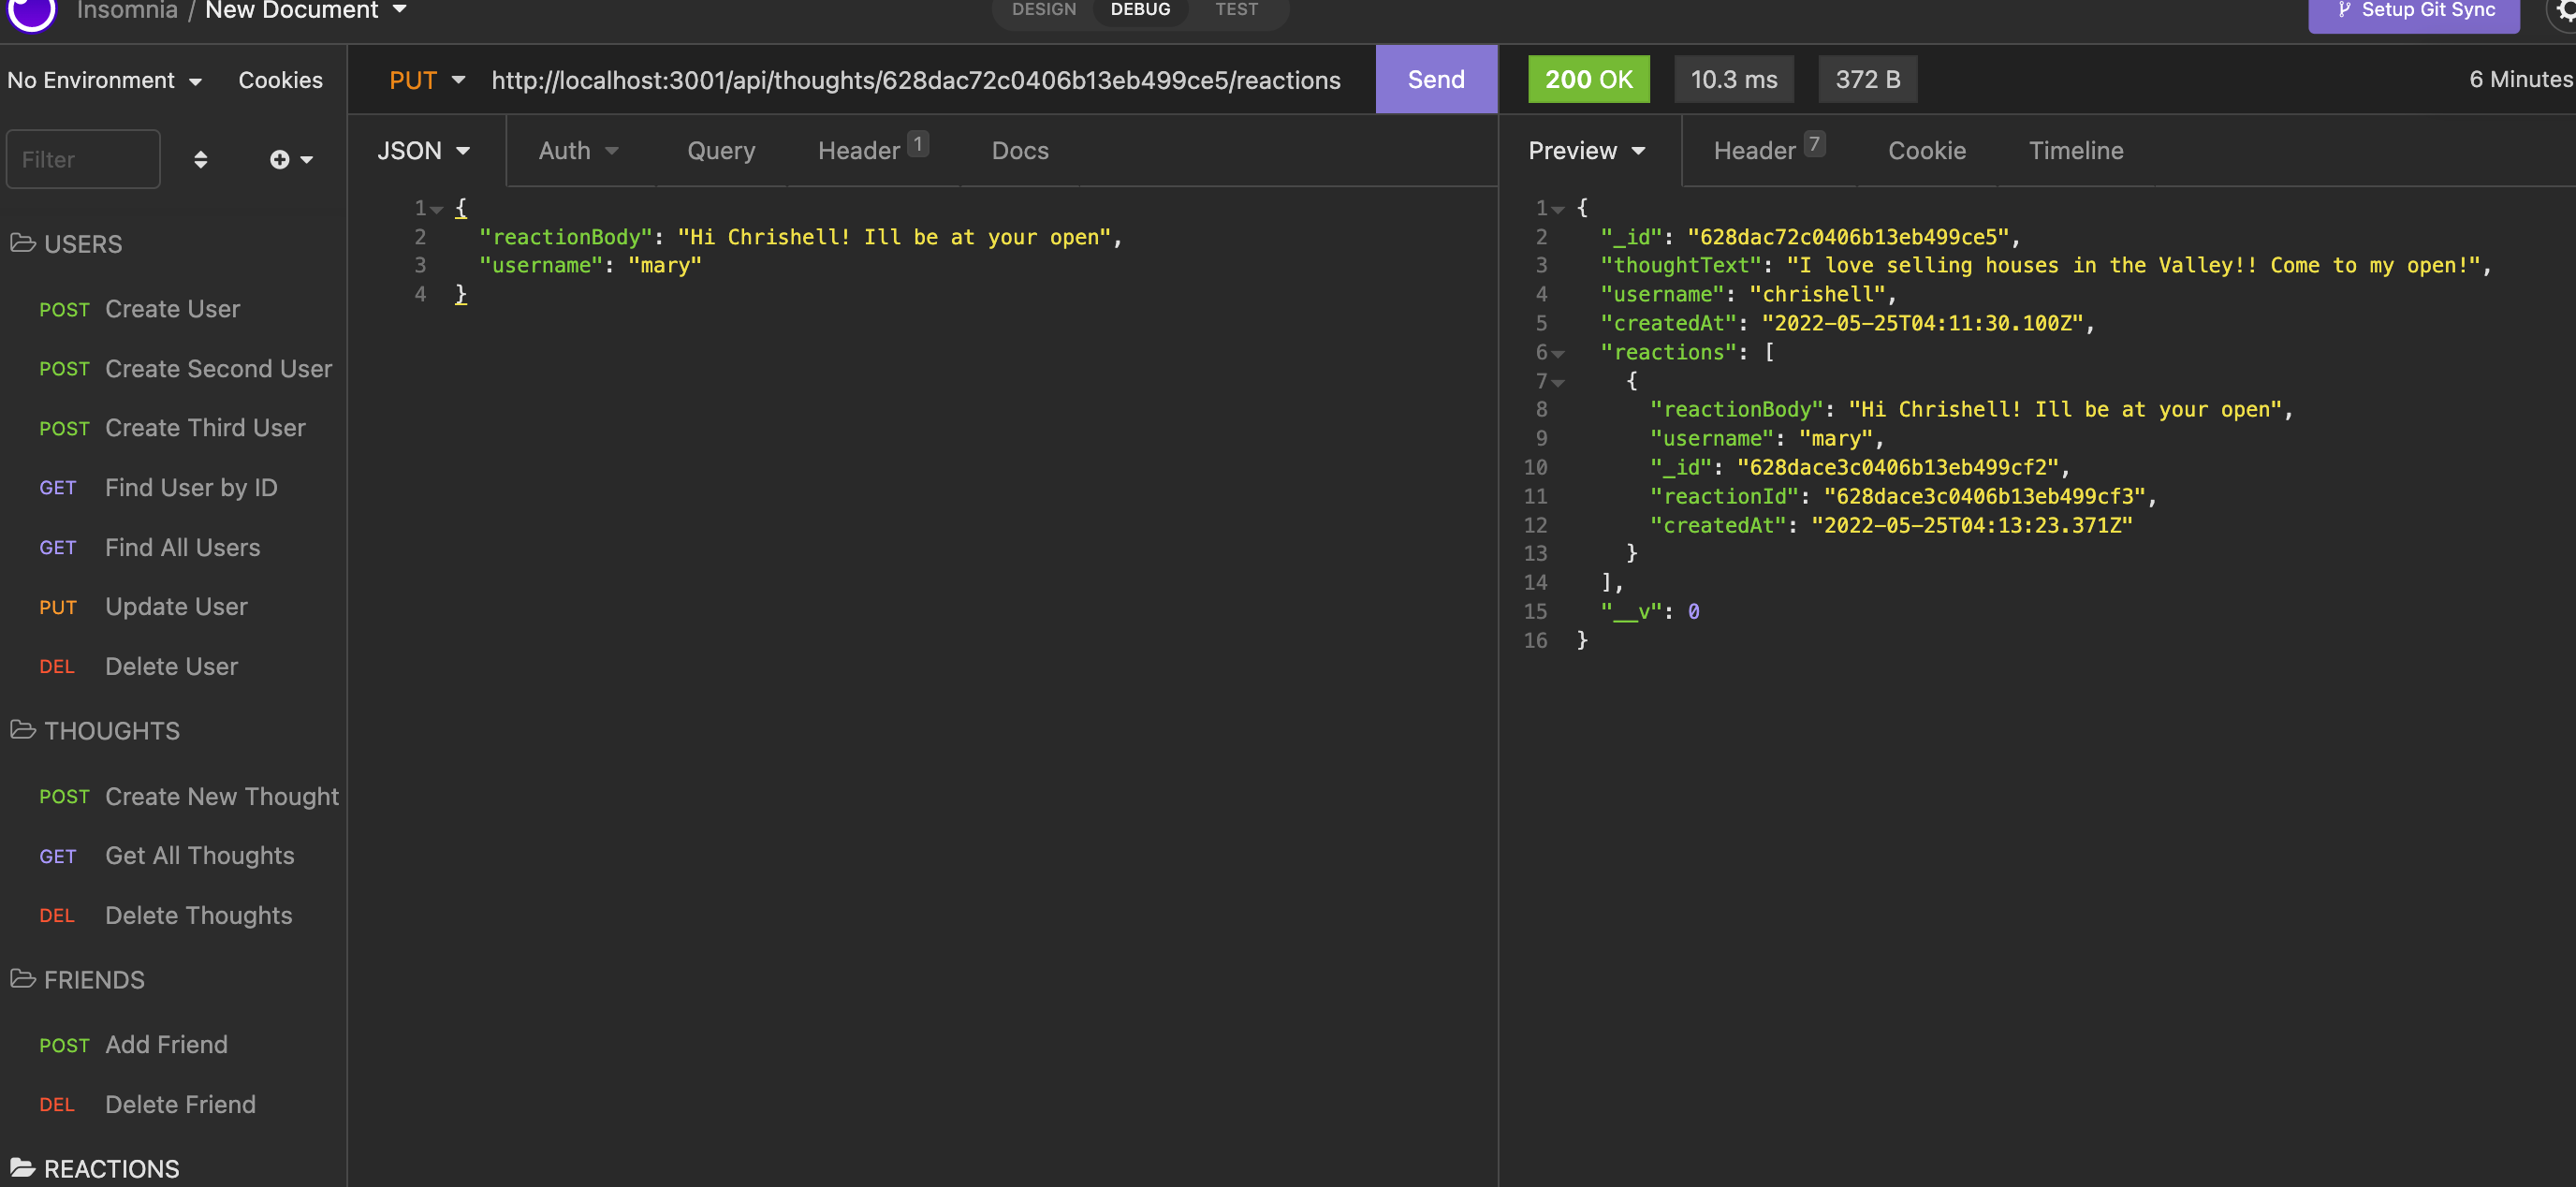 Insomnia / New Document
DESIGN DEBUG TEST
Setup Git Sync
No Environment Cookies
PUT http://localhost:3001/api/thoughts/628dac72c0406b13eb499ce5/reactions Send
200 OK 10.3 ms 372 B 6 Minutes
Filter
JSON Auth Query Header 1 Docs
Preview Header 7 Cookie Timeline
USERS
POST Create User
POST Create Second User
POST Create Third User
GET Find User by ID
GET Find All Users
PUT Update User
DEL Delete User
THOUGHTS
POST Create New Thought
GET Get All Thoughts
DEL Delete Thoughts
FRIENDS
POST Add Friend
DEL Delete Friend
REACTIONS
1 {
2 "reactionBody": "Hi Chrishell! Ill be at your open",
3 "username": "mary"
4 }
1 {
2 "_id": "628dac72c0406b13eb499ce5",
3 "thoughtText": "I love selling houses in the Valley!! Come to my open!",
4 "username": "chrishell",
5 "createdAt": "2022-05-25T04:11:30.100Z",
6 "reactions": [
7 {
8 "reactionBody": "Hi Chrishell! Ill be at your open",
9 "username": "mary",
10 "_id": "628dace3c0406b13eb499cf2",
11 "reactionId": "628dace3c0406b13eb499cf3",
12 "createdAt": "2022-05-25T04:13:23.371Z"
13 }
14 ],
15 "__v": 0
16 }